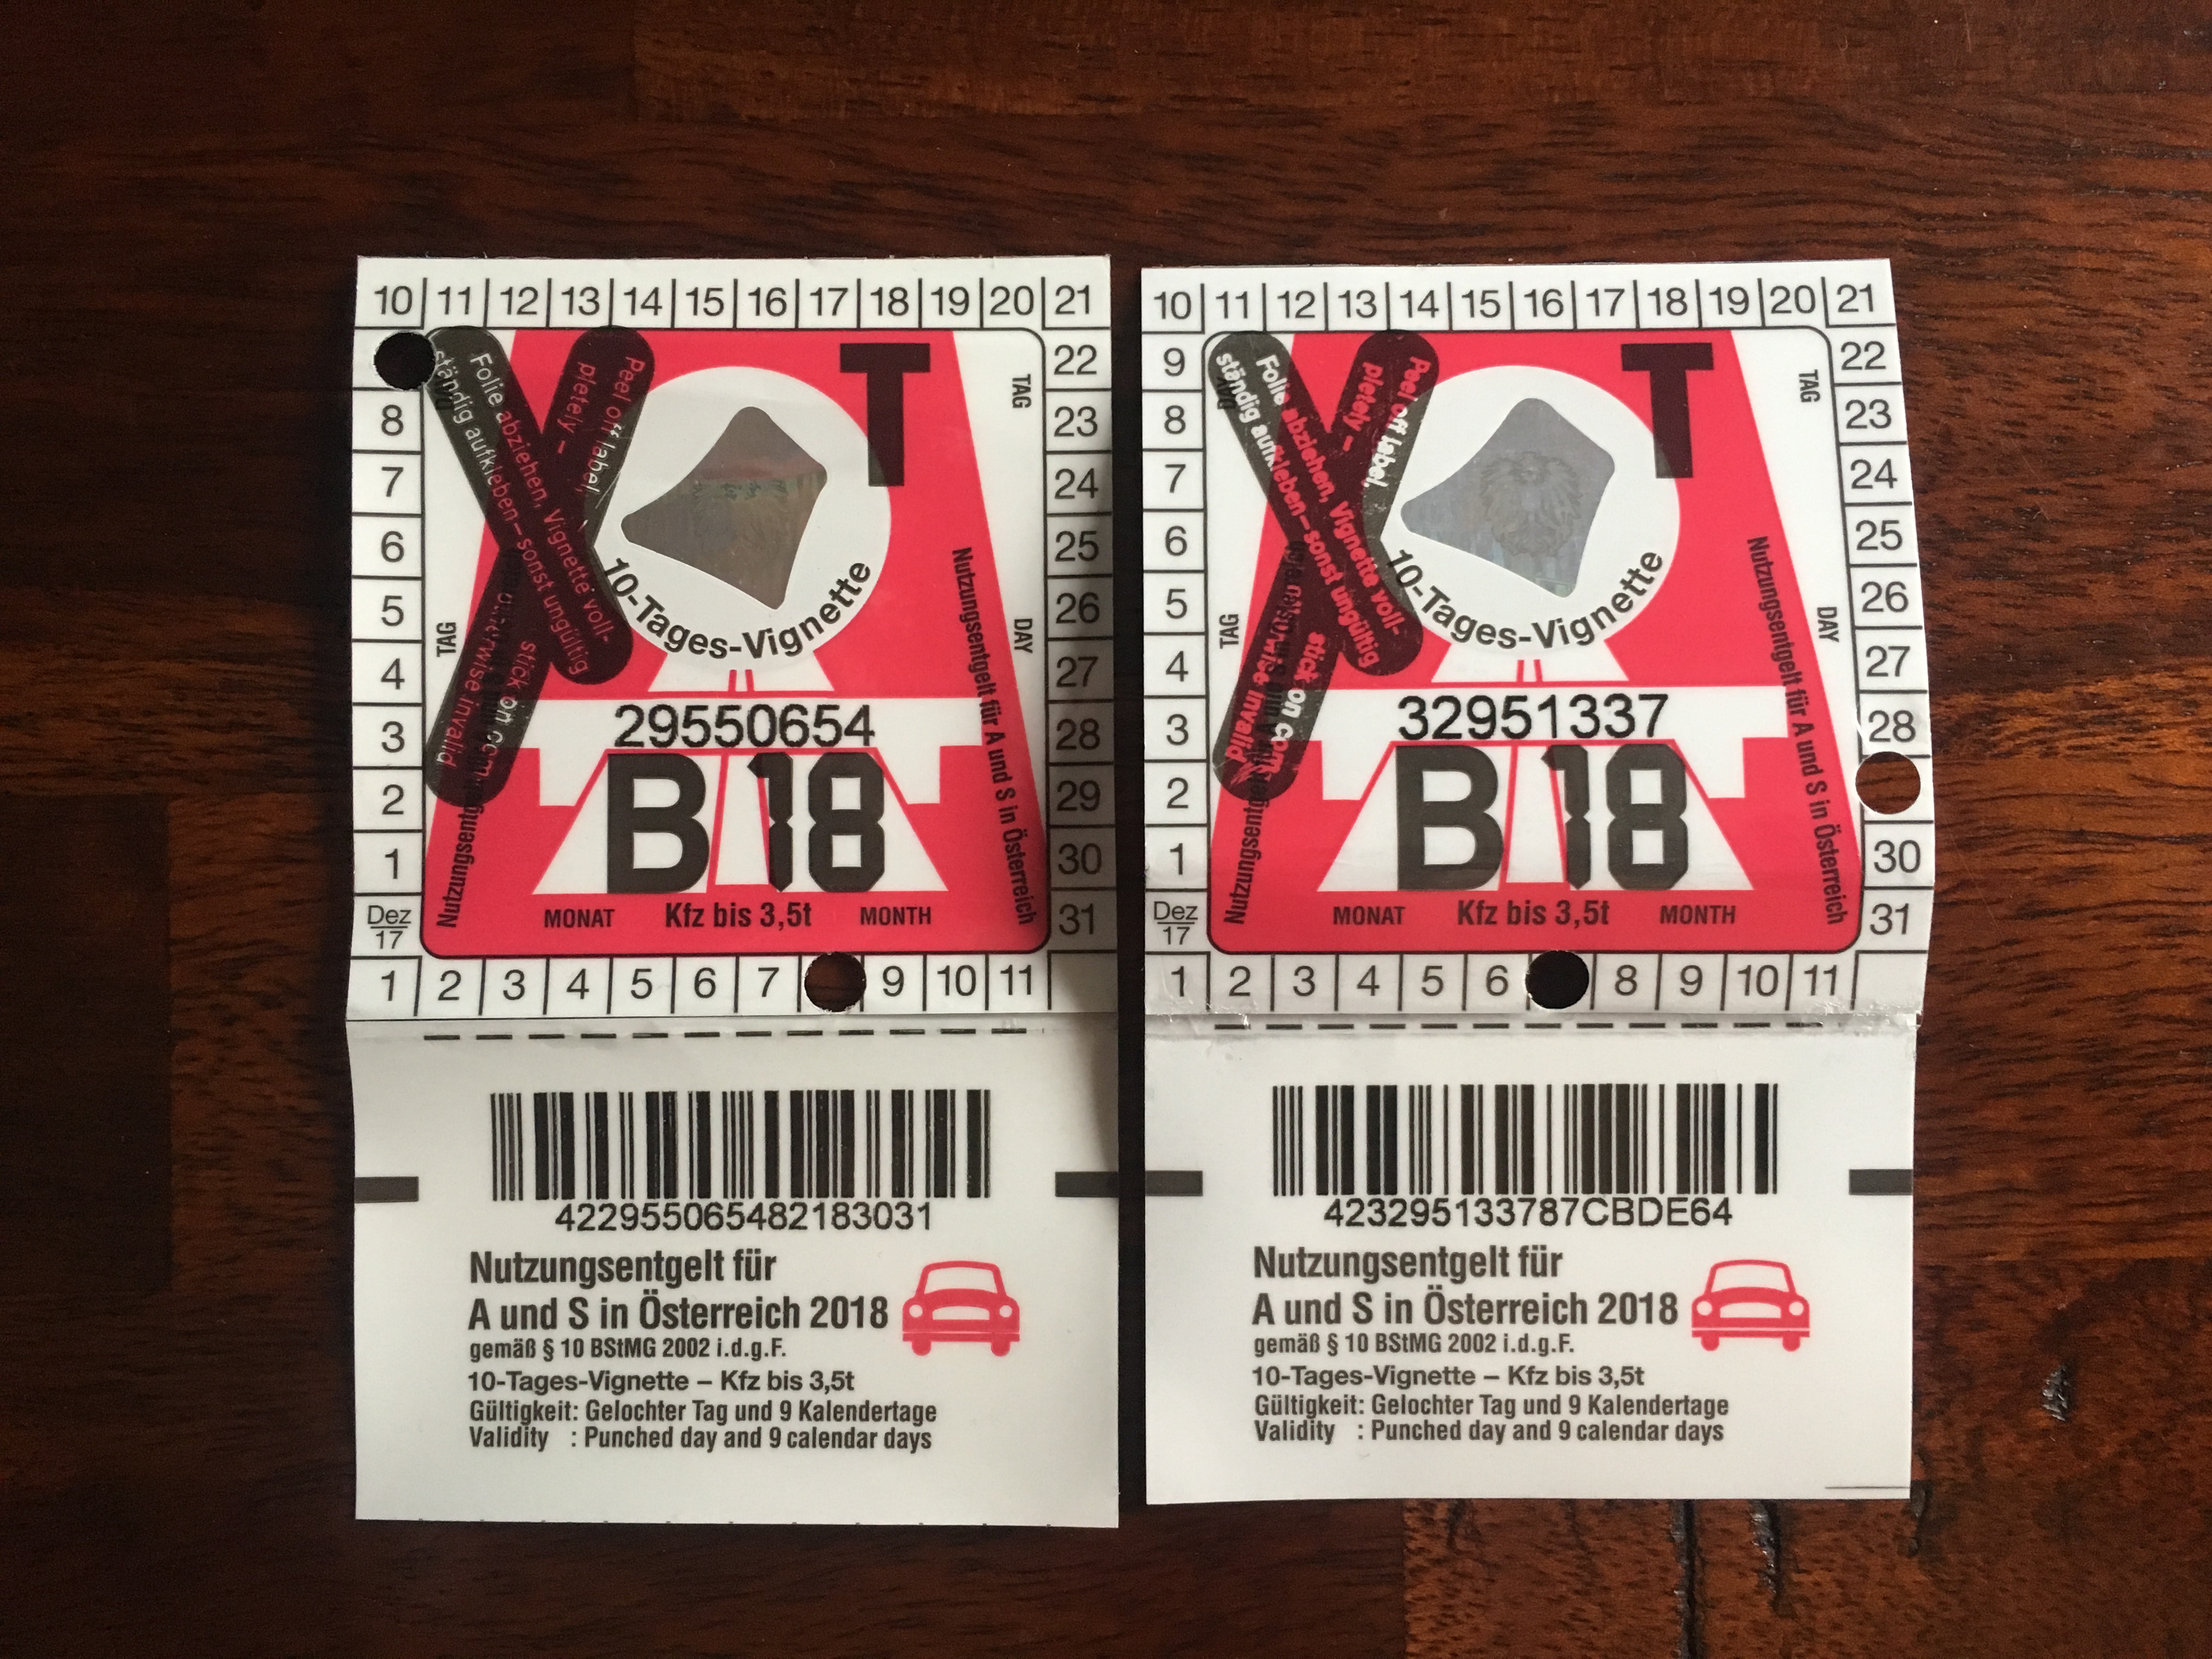 10 11 12 13 14 15 16 17 18 19 20 21
22
8 23
7 24
6 25
5 26
4 27
3 28
2 29
1 30
Dez
17
31
1 2 3 4 5 6 7 9 10 11
Folie abziehen, Vignette voll-
ständig aufkleben – sonst ungültig
Peel off label,
pletely –
stick on com
otherwise invalid
T
TAG
TAG
DAY
10-Tages-Vignette
Nutzungsentgelt für A und S in Österreich
29550654
B 18
MONAT Kfz bis 3,5t MONTH
422955065482183031
Nutzungsentgelt für
A und S in Österreich 2018
gemäß § 10 BStMG 2002 i.d.g.F.
10-Tages-Vignette – Kfz bis 3,5t
Gültigkeit: Gelochter Tag und 9 Kalendertage
Validity : Punched day and 9 calendar days
10 11 12 13 14 15 16 17 18 19 20 21
9 22
8 23
7 24
6 25
5 26
4 27
3 28
2
1 30
Dez
17
31
1 2 3 4 5 6 8 9 10 11
Folie abziehen, Vignette voll-
ständig aufkleben – sonst ungültig
Peel off label,
pletely –
stick on com
otherwise invalid
T
TAG
TAG
DAY
10-Tages-Vignette
Nutzungsentgelt für A und S in Österreich
32951337
B 18
MONAT Kfz bis 3,5t MONTH
423295133787CBDE64
Nutzungsentgelt für
A und S in Österreich 2018
gemäß § 10 BStMG 2002 i.d.g.F.
10-Tages-Vignette – Kfz bis 3,5t
Gültigkeit: Gelochter Tag und 9 Kalendertage
Validity : Punched day and 9 calendar days